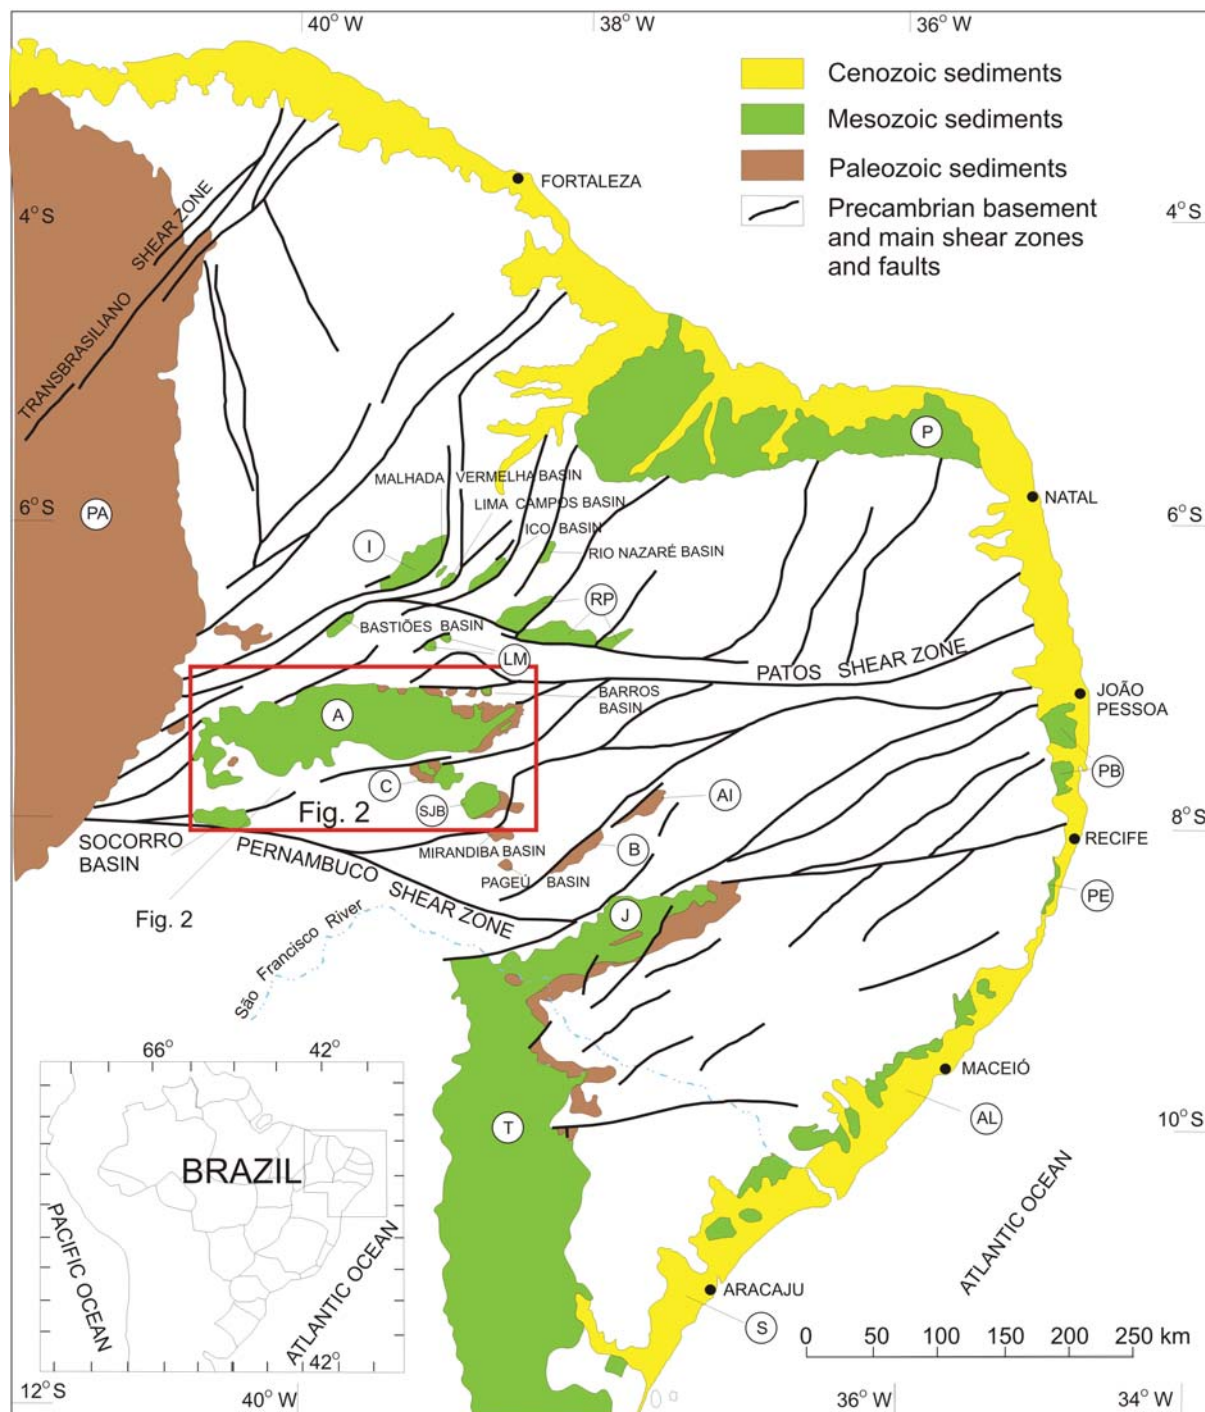 40° W
38° W
36° W
Cenozoic sediments
Mesozoic sediments
Paleozoic sediments
Precambrian basement
and main shear zones
and faults
FORTALEZA
4° S
4° S
TRANSBRASILIANO SHEAR ZONE
P
MALHADA VERMELHA BASIN
LIMA CAMPOS BASIN
ICO BASIN
RIO NAZARÉ BASIN
NATAL
6° S
6° S
PA
I
RP
BASTIÕES BASIN
LM
PATOS SHEAR ZONE
BARROS
BASIN
JOÃO
PESSOA
A
PB
C
AI
SJB
Fig. 2
8° S
RECIFE
SOCORRO
BASIN
PERNAMBUCO SHEAR ZONE
MIRANDIBA BASIN
B
PAGEÚ BASIN
PE
Fig. 2
J
São Francisco River
66°
42°
MACEIÓ
AL
10° S
T
BRAZIL
PACIFIC OCEAN
ATLANTIC OCEAN
ATLANTIC OCEAN
ARACAJU
S
0 50 100 150 200 250 km
42°
12° S
40° W
36° W
34° W